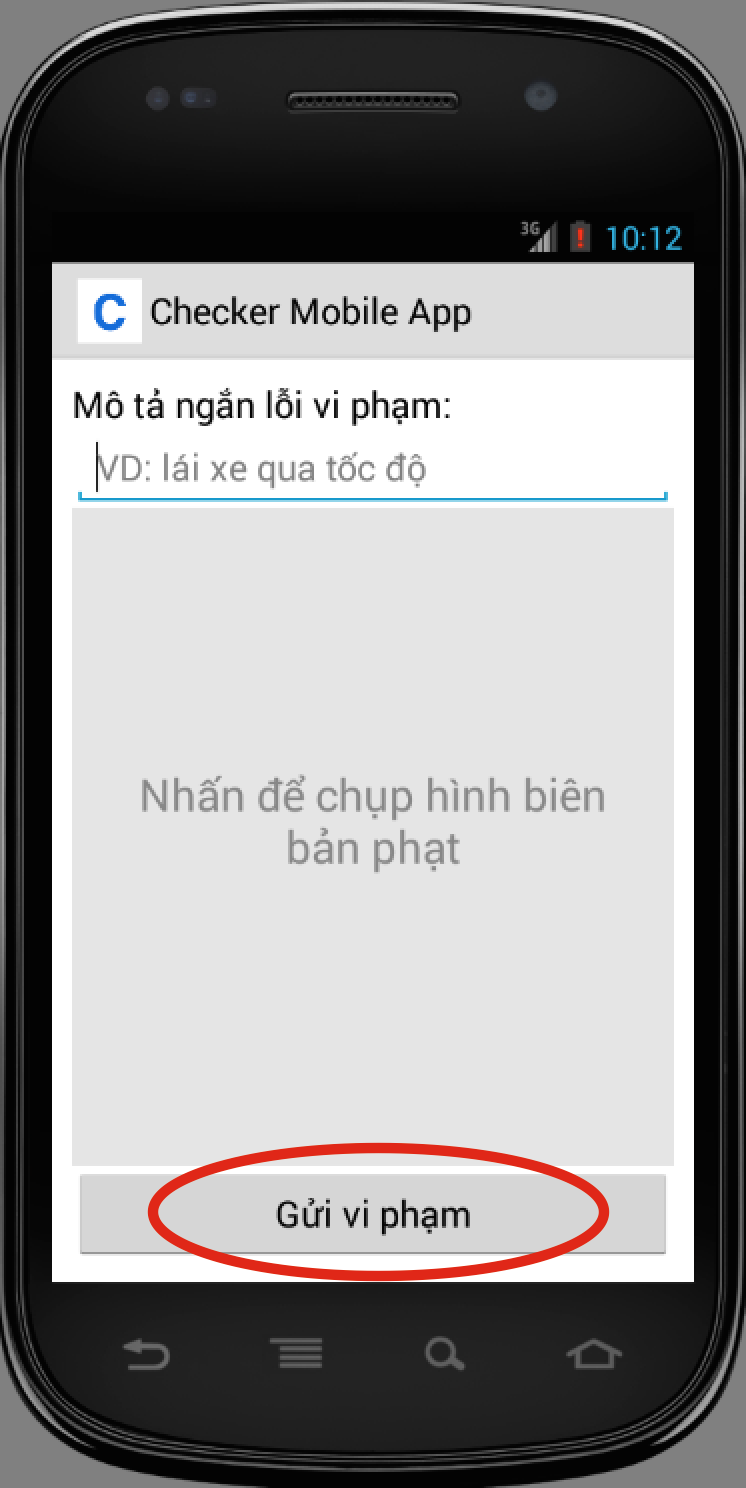 3G
10:12
C Checker Mobile App
Mô tả ngắn lỗi vi phạm:
VD: lái xe qua tốc độ
Nhấn để chụp hình biên
bản phạt
Gửi vi phạm